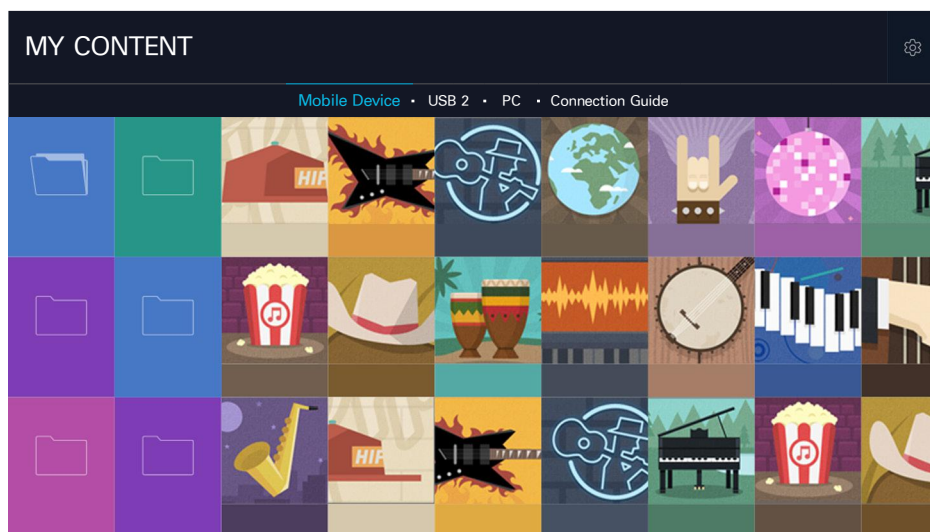 MY CONTENT
Mobile Device • USB 2 • PC • Connection Guide
HIP
HIP